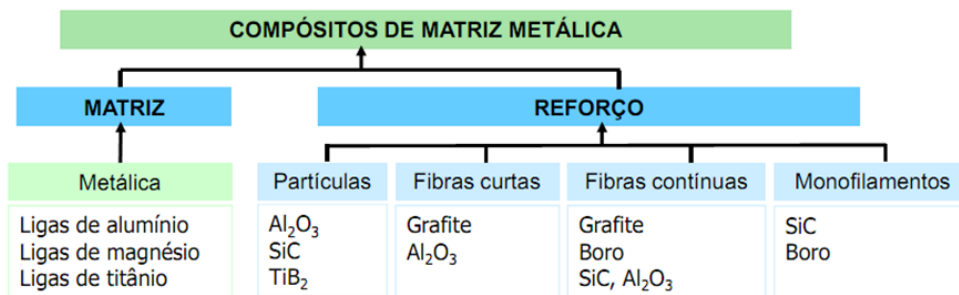 COMPÓSITOS DE MATRIZ METÁLICA
MATRIZ
REFORÇO
Metálica
Ligas de alumínio
Ligas de magnésio
Ligas de titânio
Partículas
Al₂O₃
SiC
TiB₂
Fibras curtas
Grafite
Al₂O₃
Fibras contínuas
Grafite
Boro
SiC, Al₂O₃
Monofilamentos
SiC
Boro